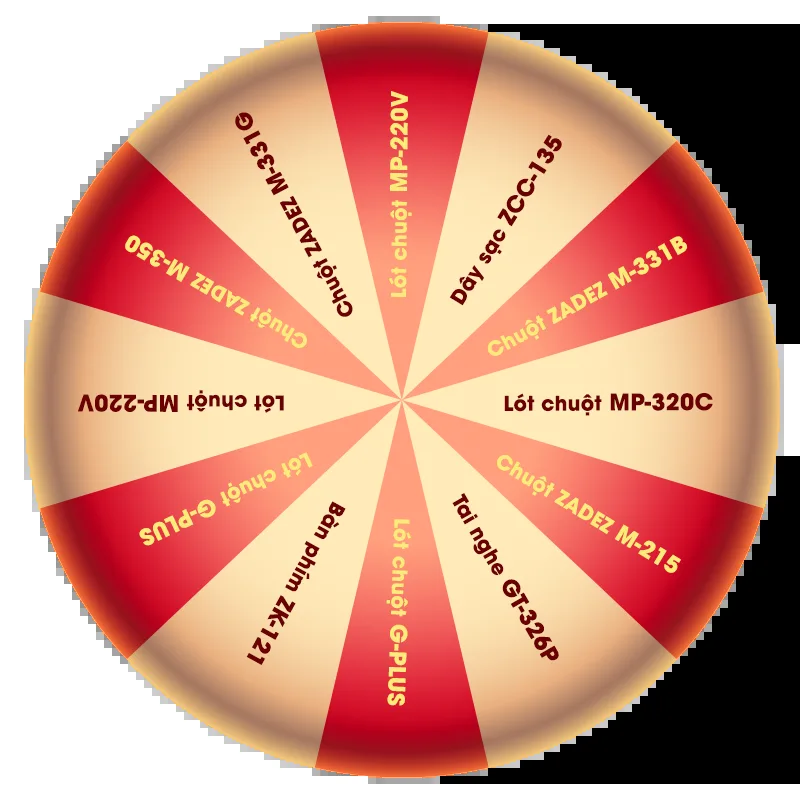 Lót chuột MP-220V
Dây sạc ZCC-135
Chuột ZADEZ M-331B
Lót chuột MP-320C
Chuột ZADEZ M-215
Tai nghe GT-326P
Lót chuột G-PLUS
Bàn phím ZK-121
Lót chuột G-PLUS
Lót chuột MP-220V
Chuột ZADEZ M-350
Chuột ZADEZ M-331G